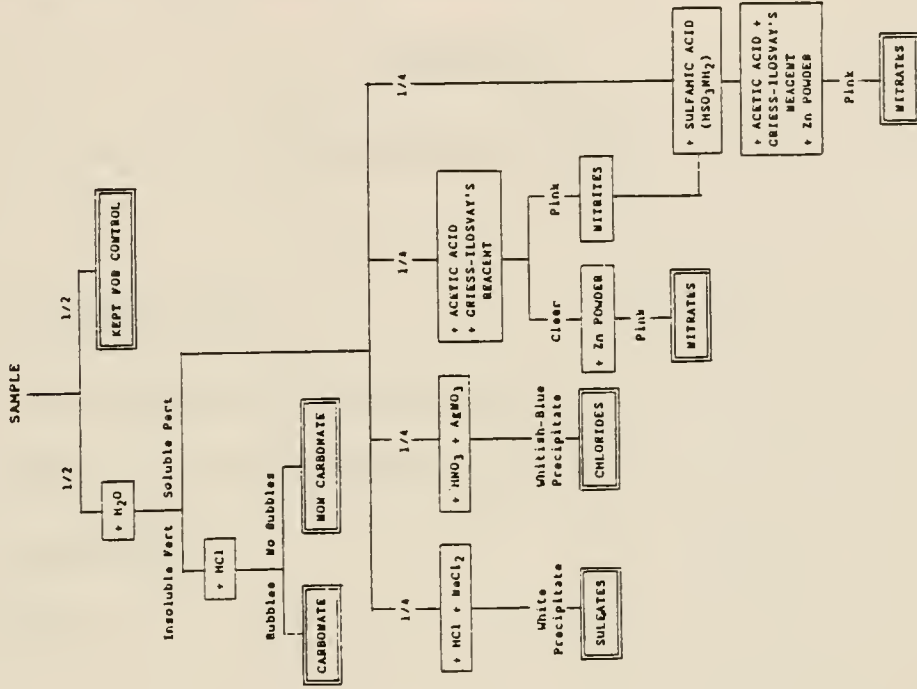 SAMPLE
1/2
1/2
+ H₂O
KEPT FOR CONTROL
Insoluble Part
Soluble Part
+ HCl
Bubbles
No Bubbles
CARBONATE
NON CARBONATE
1/4
1/4
1/4
1/4
+ HCl + BaCl₂
+ HNO₃ + AgNO₃
+ ACETIC ACID
+ GRIESS-ILOSVAY'S
REAGENT
+ SULFAMIC ACID
(HSO₃NH₂)
White
Precipitate
Whitish-Blue
Precipitate
Clear
Pink
SULFATES
CHLORIDES
+ Zn POWDER
NITRITES
+ ACETIC ACID +
GRIESS-ILOSVAY'S
REAGENT
+ Zn POWDER
Pink
Pink
NITRATES
NITRATES